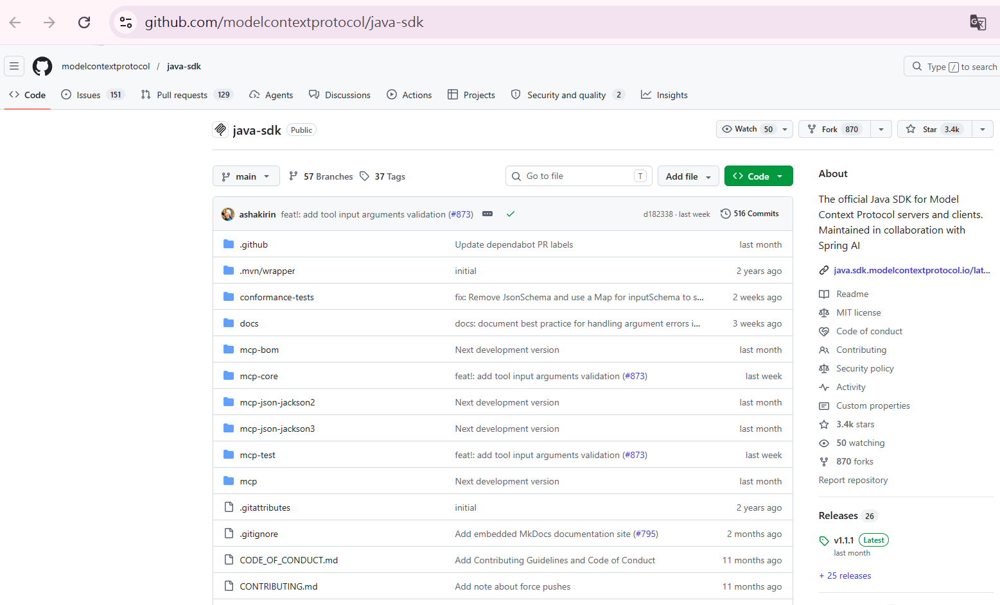 github.com/modelcontextprotocol/java-sdk
modelcontextprotocol / java-sdk
Type / to search
Code Issues 151 Pull requests 129 Agents Discussions Actions Projects Security and quality 2 Insights
java-sdk Public
Watch 50 Fork 870 Star 3.4k
main 57 Branches 37 Tags Go to file T Add file Code
ashakirin feat!: add tool input arguments validation (#873) d182338 · last week 516 Commits
.github Update dependabot PR labels last month
.mvn/wrapper initial 2 years ago
conformance-tests fix: Remove JsonSchema and use a Map for inputSchema to s... 2 weeks ago
docs docs: document best practice for handling argument errors i... 3 weeks ago
mcp-bom Next development version last month
mcp-core feat!: add tool input arguments validation (#873) last week
mcp-json-jackson2 Next development version last month
mcp-json-jackson3 Next development version last month
mcp-test feat!: add tool input arguments validation (#873) last week
mcp Next development version last month
.gitattributes initial 2 years ago
.gitignore Add embedded MkDocs documentation site (#795) 2 months ago
CODE_OF_CONDUCT.md Add Contributing Guidelines and Code of Conduct 11 months ago
CONTRIBUTING.md Add note about force pushes 11 months ago
About
The official Java SDK for Model
Context Protocol servers and clients.
Maintained in collaboration with
Spring AI
java.sdk.modelcontextprotocol.io/lat...
Readme
MIT license
Code of conduct
Contributing
Security policy
Activity
Custom properties
3.4k stars
50 watching
870 forks
Report repository
Releases 26
v1.1.1 Latest
last month
+ 25 releases